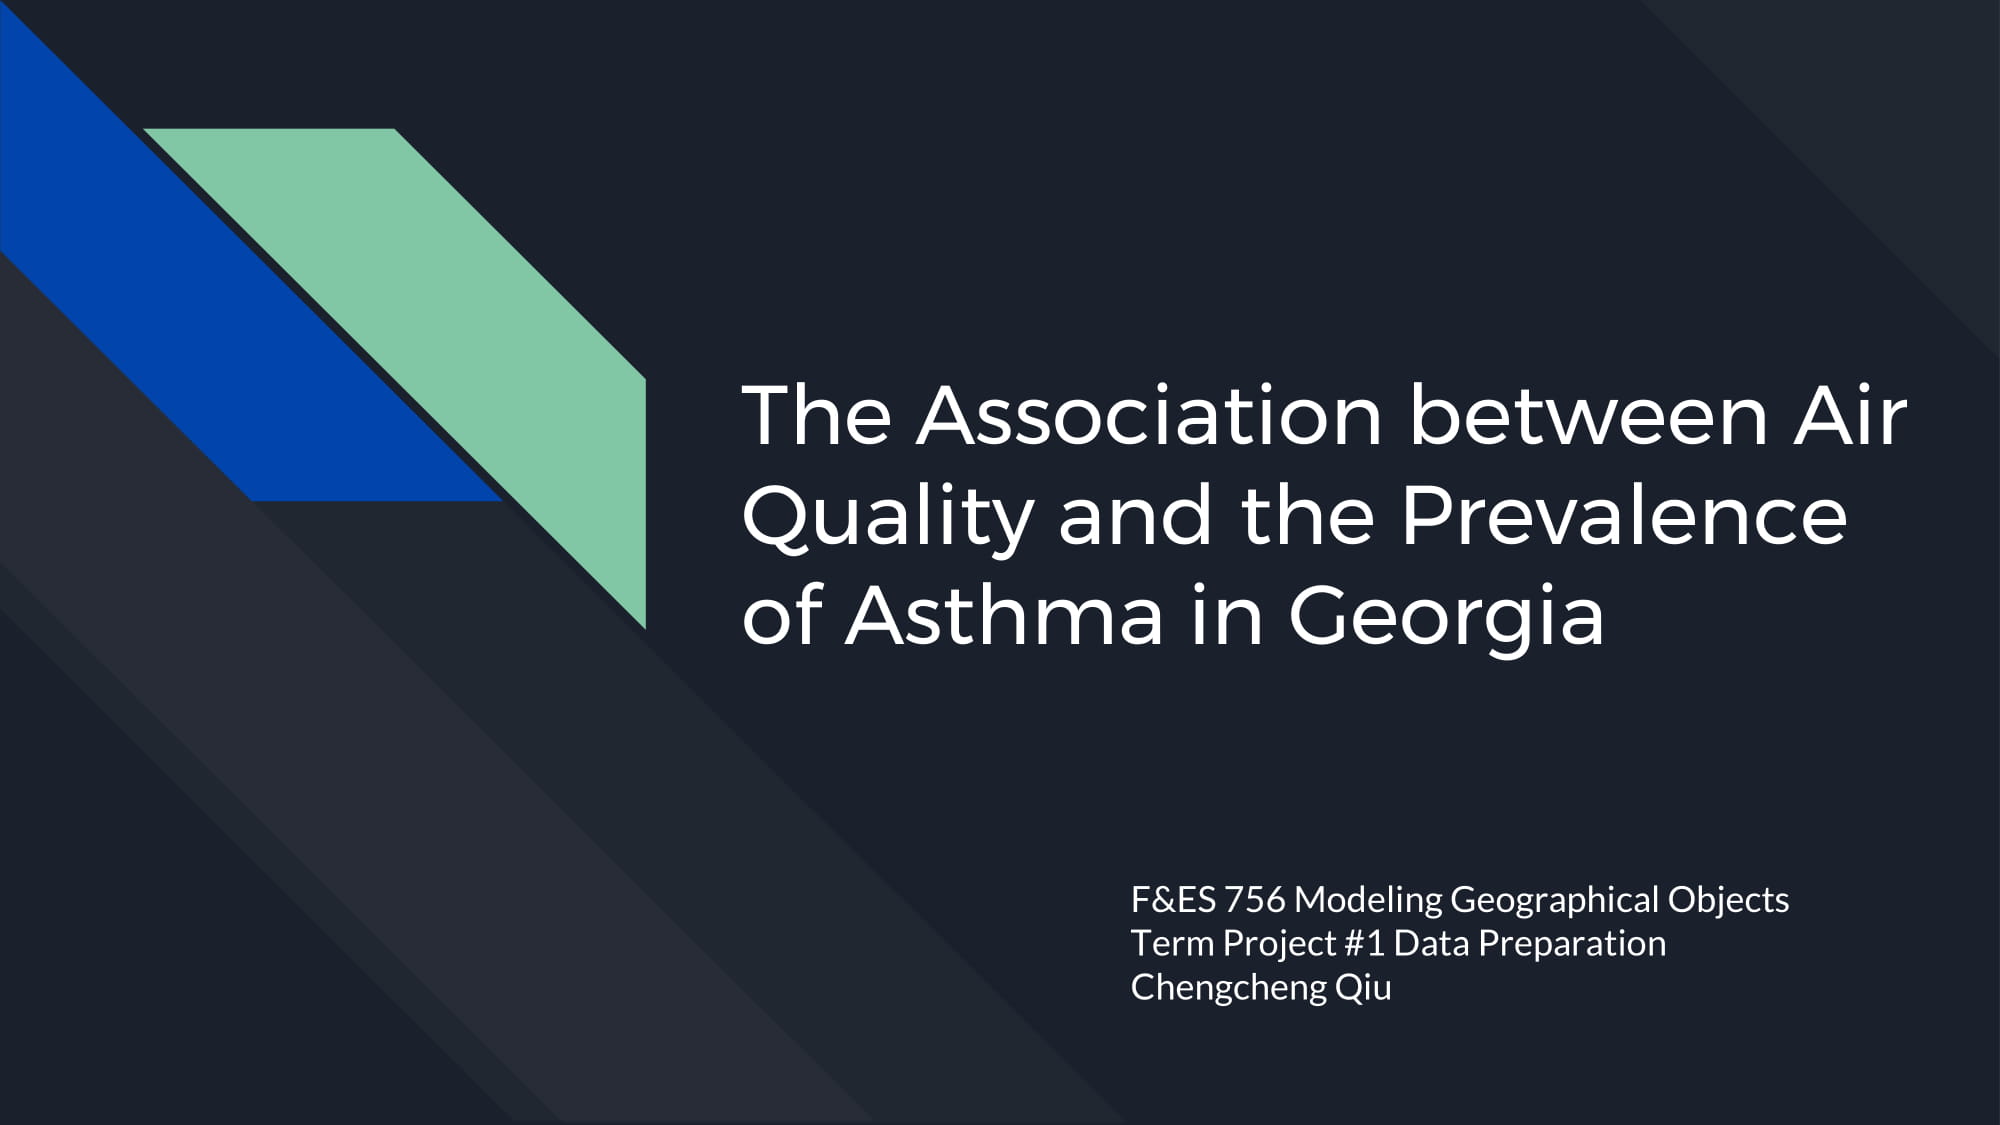 The Association between Air
Quality and the Prevalence
of Asthma in Georgia
F&ES 756 Modeling Geographical Objects
Term Project #1 Data Preparation
Chengcheng Qiu